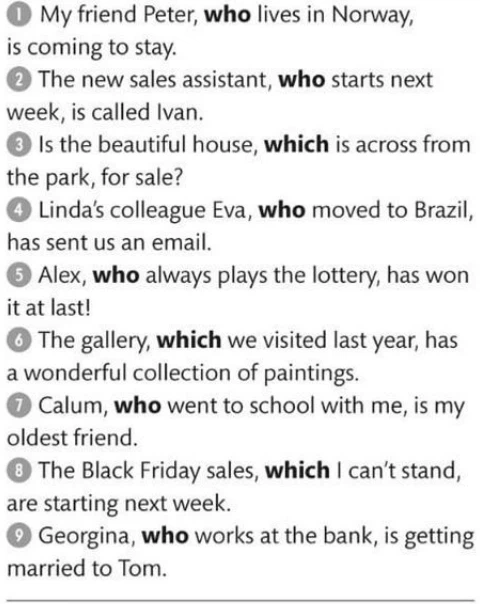 1 My friend Peter, who lives in Norway,
is coming to stay.
2 The new sales assistant, who starts next
week, is called Ivan.
3 Is the beautiful house, which is across from
the park, for sale?
4 Linda's colleague Eva, who moved to Brazil,
has sent us an email.
5 Alex, who always plays the lottery, has won
it at last!
6 The gallery, which we visited last year, has
a wonderful collection of paintings.
7 Calum, who went to school with me, is my
oldest friend.
8 The Black Friday sales, which I can't stand,
are starting next week.
9 Georgina, who works at the bank, is getting
married to Tom.